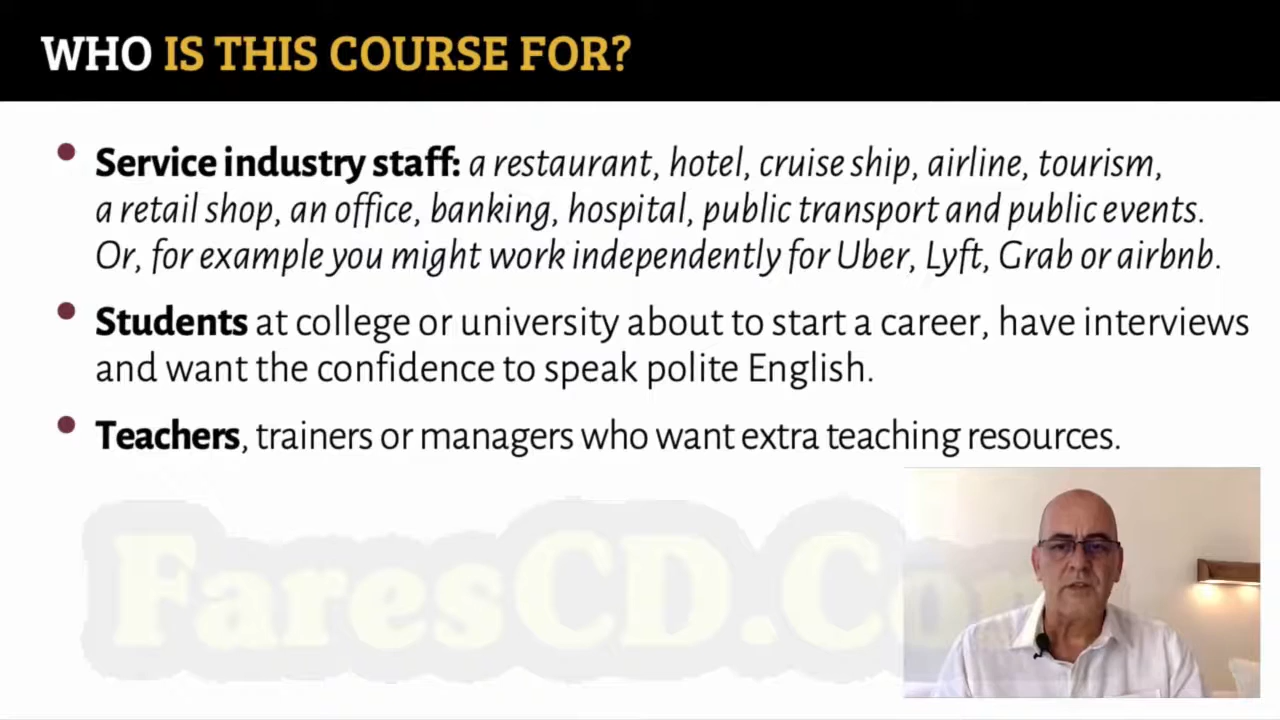 WHO IS THIS COURSE FOR?
• Service industry staff: a restaurant, hotel, cruise ship, airline, tourism,
a retail shop, an office, banking, hospital, public transport and public events.
Or, for example you might work independently for Uber, Lyft, Grab or airbnb.
• Students at college or university about to start a career, have interviews
and want the confidence to speak polite English.
• Teachers, trainers or managers who want extra teaching resources.
FaresCD.Com